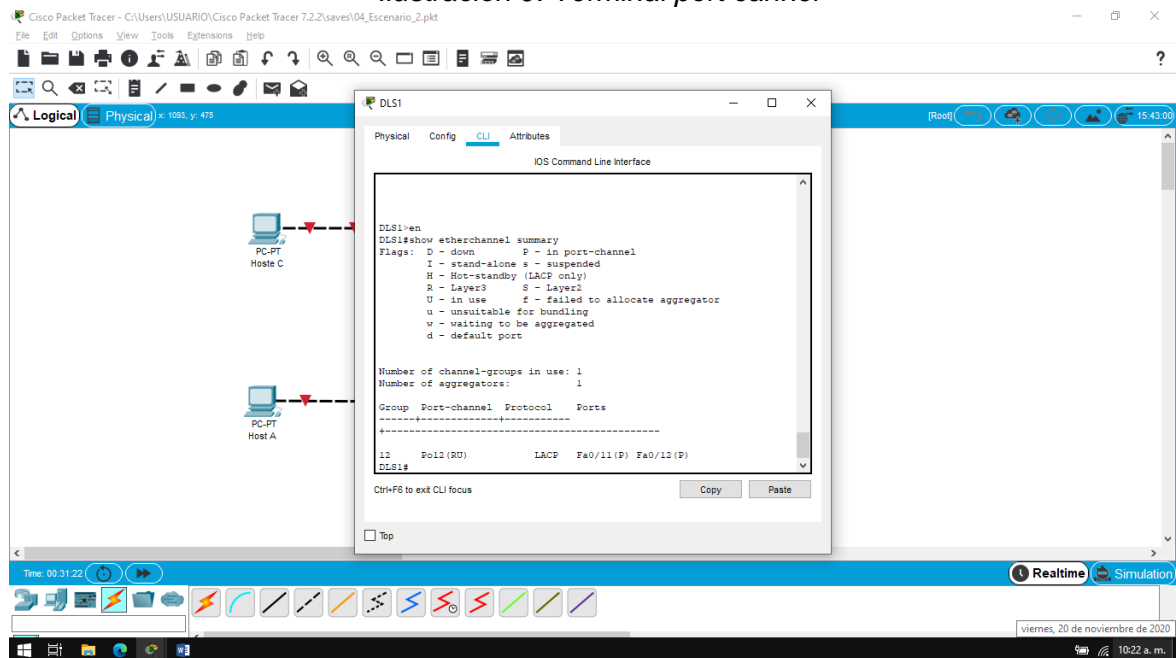 Ilustración 6. Terminal port canner
Cisco Packet Tracer - C:\Users\USUARIO\Cisco Packet Tracer 7.2.2\saves\04_Escenario_2.pkt
File Edit Options View Tools Extensions Help
?
Logical Physical x: 1093, y: 475 [Root] 15:43:00
DLS1
Physical Config CLI Attributes
IOS Command Line Interface
DLS1>en
DLS1#show etherchannel summary
Flags: D - down P - in port-channel
I - stand-alone s - suspended
H - Hot-standby (LACP only)
R - Layer3 S - Layer2
U - in use f - failed to allocate aggregator
u - unsuitable for bundling
w - waiting to be aggregated
d - default port
Number of channel-groups in use: 1
Number of aggregators: 1
Group Port-channel Protocol Ports
------+-------------+-----------
+----------------------------------------------
12 Po12(RU) LACP Fa0/11(P) Fa0/12(P)
DLS1#
Ctrl+F6 to exit CLI focus Copy Paste
Top
PC-PT
Hoste C
PC-PT
Host A
Time: 00:31:22 Realtime Simulation
viernes, 20 de noviembre de 2020
10:22 a. m.